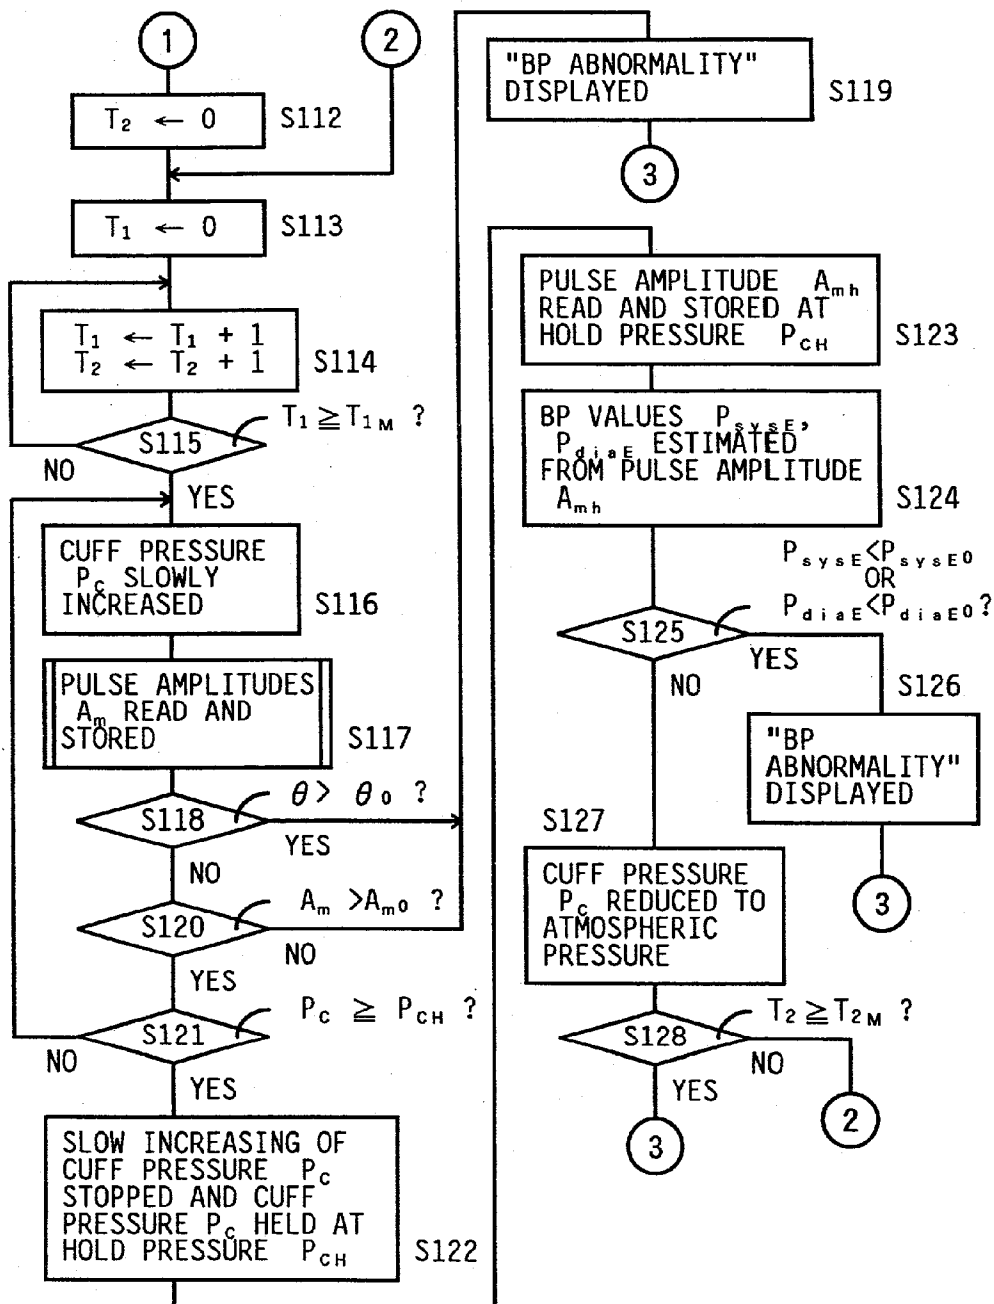 1
2
T₂ ← 0
S112
T₁ ← 0
S113
T₁ ← T₁ + 1
T₂ ← T₂ + 1
S114
T₁ ≧ T₁M ?
S115
NO
YES
CUFF PRESSURE
Pc SLOWLY
INCREASED
S116
PULSE AMPLITUDES
Am READ AND
STORED
S117
θ > θ₀ ?
S118
YES
NO
Am >Am0 ?
S120
NO
YES
Pc ≧ PCH ?
S121
NO
YES
SLOW INCREASING OF
CUFF PRESSURE Pc
STOPPED AND CUFF
PRESSURE Pc HELD AT
HOLD PRESSURE PCH
S122
"BP ABNORMALITY"
DISPLAYED
S119
3
PULSE AMPLITUDE Amh
READ AND STORED AT
HOLD PRESSURE PCH
S123
BP VALUES PsysE,
PdiaE ESTIMATED
FROM PULSE AMPLITUDE
Amh
S124
PsysE<PsysE0
OR
PdiaE<PdiaE0?
S125
YES
NO
S126
"BP
ABNORMALITY"
DISPLAYED
3
S127
CUFF PRESSURE
Pc REDUCED TO
ATMOSPHERIC
PRESSURE
T₂ ≧ T₂M ?
S128
NO
YES
2
3